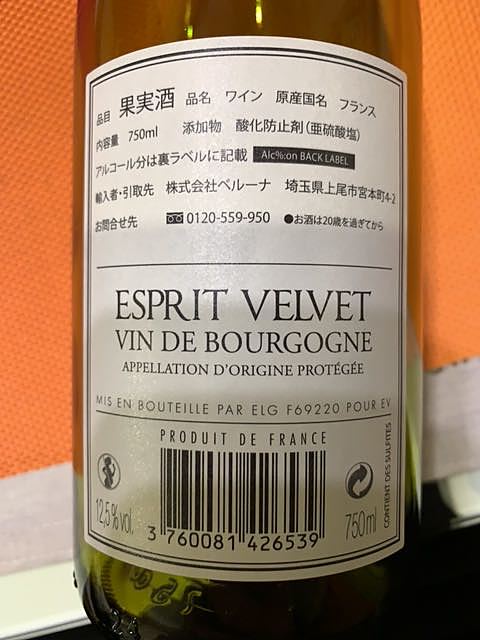 品目 果実酒 品名 ワイン 原産国名 フランス
内容量 750ml 添加物 酸化防止剤(亜硫酸塩)
アルコール分は裏ラベルに記載 Alc%:on BACK LABEL
輸入者・引取先 株式会社ベルーナ 埼玉県上尾市宮本町4-2
お問合せ先 0120-559-950 ●お酒は20歳を過ぎてから
ESPRIT VELVET
VIN DE BOURGOGNE
APPELLATION D'ORIGINE PROTÉGÉE
MIS EN BOUTEILLE PAR ELG F69220 POUR EV
PRODUIT DE FRANCE
12,5% vol.
3 760081 426539
750ml
CONTIENT DES SULFITES